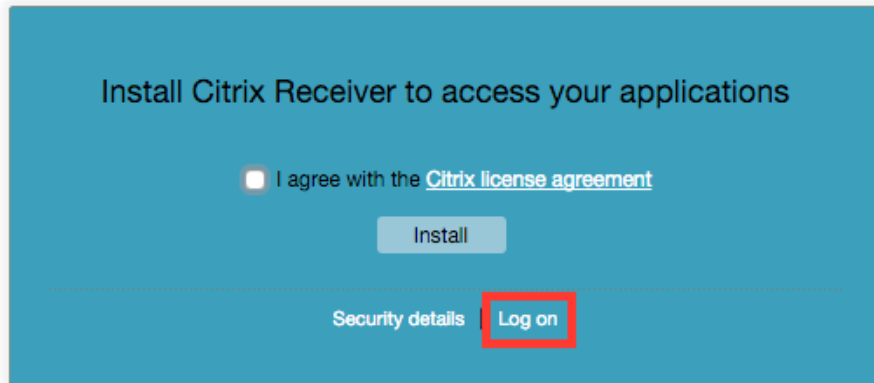 Install Citrix Receiver to access your applications
I agree with the Citrix license agreement
Install
Security details | Log on